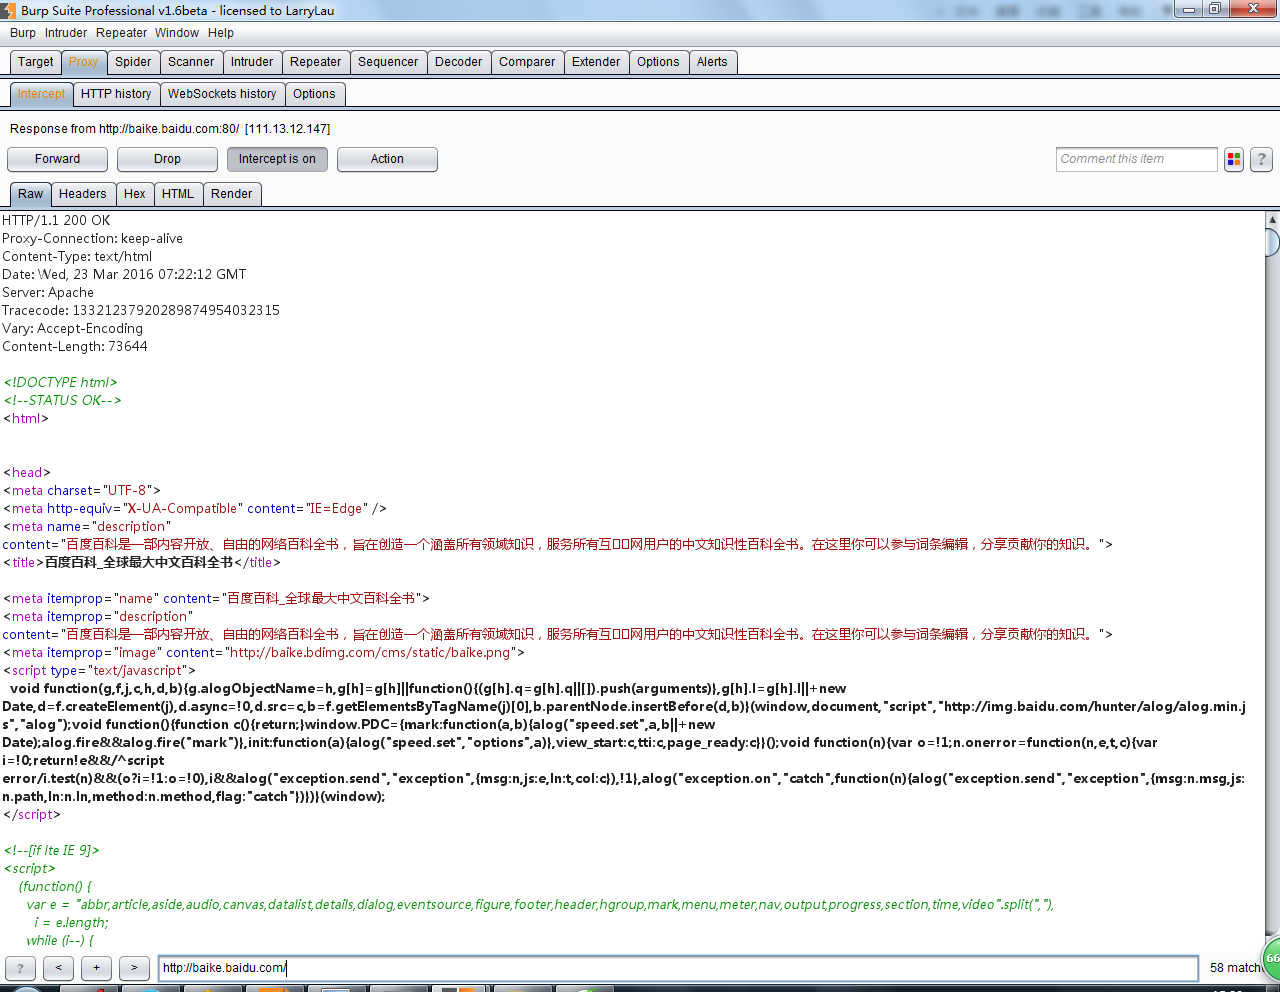 Burp Suite Professional v1.6beta - licensed to LarryLau
Burp Intruder Repeater Window Help
Target Proxy Spider Scanner Intruder Repeater Sequencer Decoder Comparer Extender Options Alerts
Intercept HTTP history WebSockets history Options
Response from http://baike.baidu.com:80/ [111.13.12.147]
Forward Drop Intercept is on Action Comment this item ?
Raw Headers Hex HTML Render
HTTP/1.1 200 OK
Proxy-Connection: keep-alive
Content-Type: text/html
Date: Wed, 23 Mar 2016 07:22:12 GMT
Server: Apache
Tracecode: 13321237920289874954032315
Vary: Accept-Encoding
Content-Length: 73644
<!DOCTYPE html>
<!--STATUS OK-->
<html>
<head>
<meta charset="UTF-8">
<meta http-equiv="X-UA-Compatible" content="IE=Edge" />
<meta name="description"
content="百度百科是一部内容开放、自由的网络百科全书，旨在创造一个涵盖所有领域知识，服务所有互□□网用户的中文知识性百科全书。在这里你可以参与词条编辑，分享贡献你的知识。">
<title>百度百科_全球最大中文百科全书</title>
<meta itemprop="name" content="百度百科_全球最大中文百科全书">
<meta itemprop="description"
content="百度百科是一部内容开放、自由的网络百科全书，旨在创造一个涵盖所有领域知识，服务所有互□□网用户的中文知识性百科全书。在这里你可以参与词条编辑，分享贡献你的知识。">
<meta itemprop="image" content="http://baike.bdimg.com/cms/static/baike.png">
<script type="text/javascript">
void function(g,f,j,c,h,d,b){g.alogObjectName=h,g[h]=g[h]||function(){(g[h].q=g[h].q||[]).push(arguments)},g[h].l=g[h].l||+new
Date,d=f.createElement(j),d.async=!0,d.src=c,b=f.getElementsByTagName(j)[0],b.parentNode.insertBefore(d,b)}(window,document,"script","http://img.baidu.com/hunter/alog/alog.min.j
s","alog");void function(){function c(){return;}window.PDC={mark:function(a,b){alog("speed.set",a,b||+new
Date);alog.fire&&alog.fire("mark")},init:function(a){alog("speed.set","options",a)},view_start:c,tti:c,page_ready:c}}();void function(n){var o=!1;n.onerror=function(n,e,t,c){var
i=!0;return!e&&/^script
error/i.test(n)&&(o?i=!1:o=!0),i&&alog("exception.send","exception",{msg:n,js:e,ln:t,col:c}),!1},alog("exception.on","catch",function(n){alog("exception.send","exception",{msg:n.msg,js:
n.path,ln:n.ln,method:n.method,flag:"catch"})})}(window);
</script>
<!--[if lte IE 9]>
<script>
(function() {
var e = "abbr,article,aside,audio,canvas,datalist,details,dialog,eventsource,figure,footer,header,hgroup,mark,menu,meter,nav,output,progress,section,time,video".split(","),
i = e.length;
while (i--) {
? < + > http://baike.baidu.com/ 58 matche 66